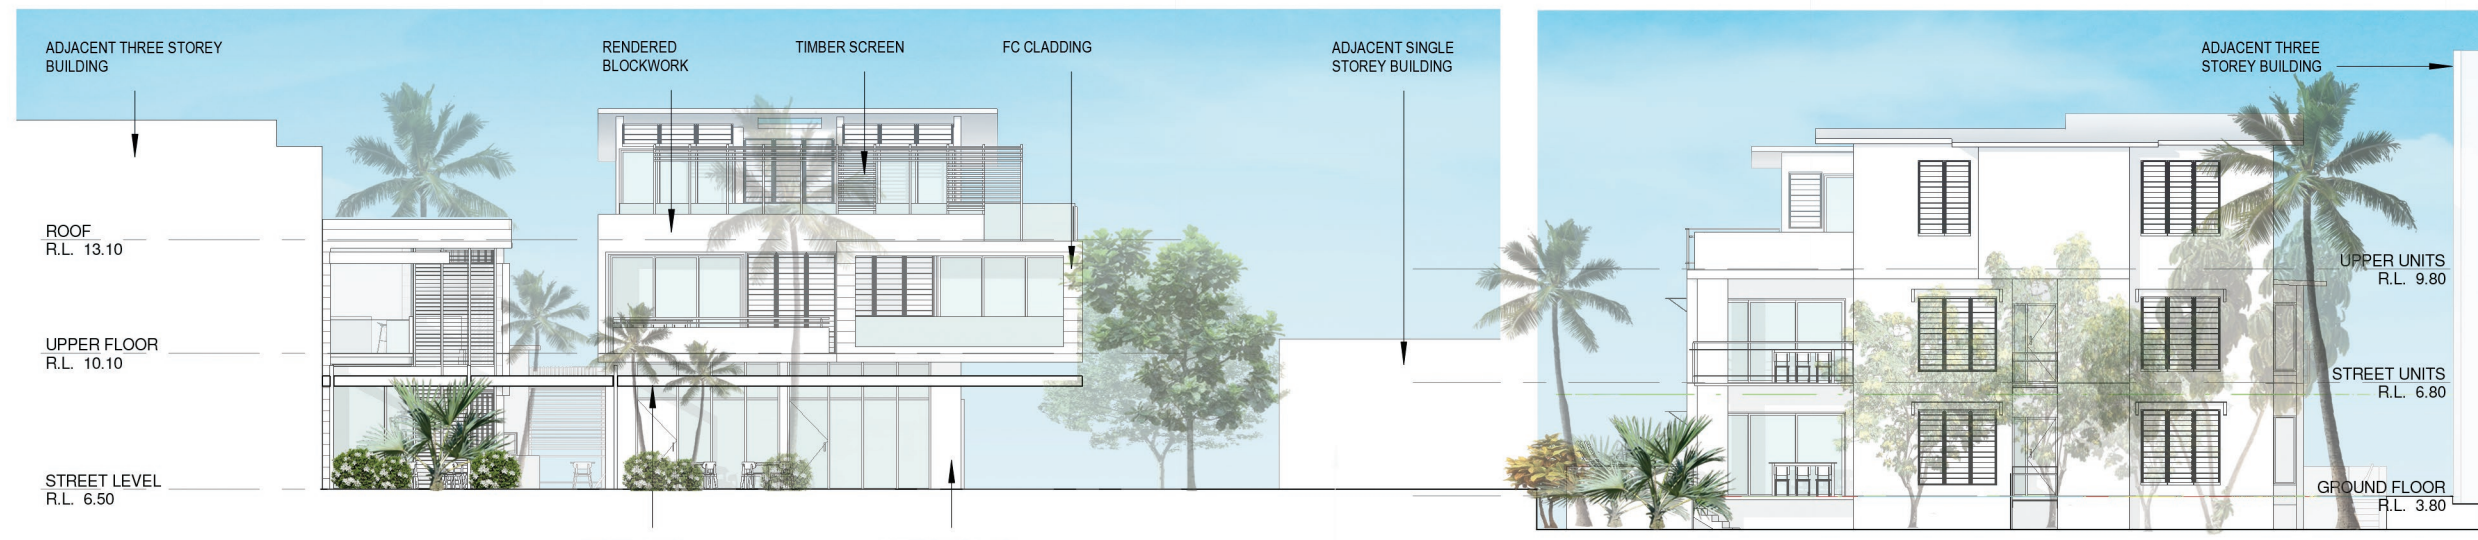 ADJACENT THREE STOREY
BUILDING
RENDERED
BLOCKWORK
TIMBER SCREEN
FC CLADDING
ADJACENT SINGLE
STOREY BUILDING
ROOF
R.L. 13.10
UPPER FLOOR
R.L. 10.10
STREET LEVEL
R.L. 6.50
ADJACENT THREE
STOREY BUILDING
UPPER UNITS
R.L. 9.80
STREET UNITS
R.L. 6.80
GROUND FLOOR
R.L. 3.80